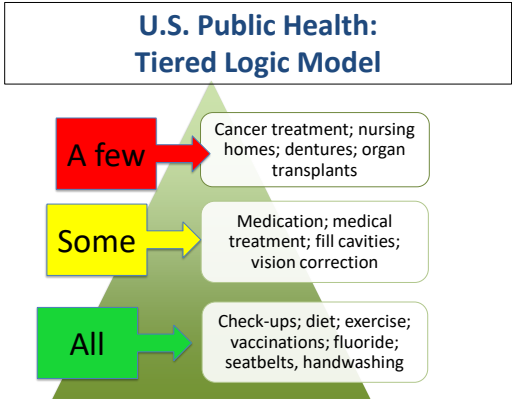 U.S. Public Health:
Tiered Logic Model
A few
Cancer treatment; nursing
homes; dentures; organ
transplants
Some
Medication; medical
treatment; fill cavities;
vision correction
All
Check-ups; diet; exercise;
vaccinations; fluoride;
seatbelts, handwashing